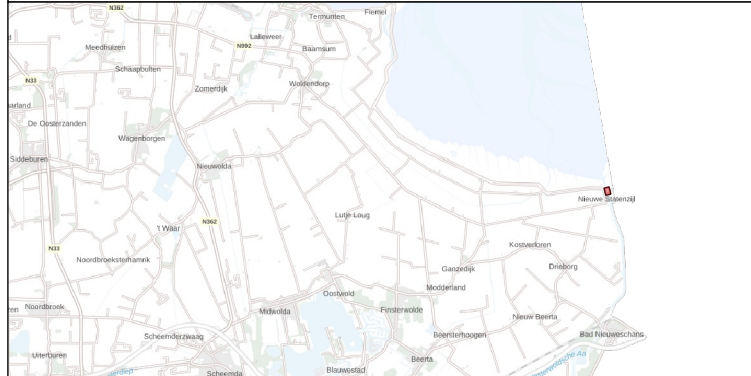 N362
Termunten
Fiemel
Lalleweer
Meedhuizen
N992
Baamsum
Schaapbulten
N33
Woldendorp
Zomerdijk
De Oosterzanden
Wagenborgen
Siddeburen
Nieuwolda
Nieuwe Statenzijl
Lutje Loug
N362
't Waar
Kostverloren
N33
Noordbroeksterhamrik
Ganzedijk
Drieborg
Modderland
Oostwold
Noordbroek
Midwolda
Finsterwolde
Nieuw Beerta
Scheemderzwaag
Beersterhoogen
Bad Nieuweschans
Uiterburen
Beerta
Scheemda
Blauwestad